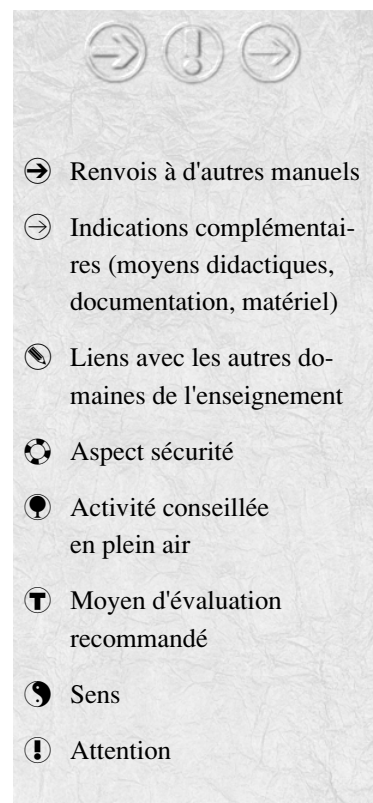 Renvois à d'autres manuels
Indications complémentai-
res (moyens didactiques,
documentation, matériel)
Liens avec les autres do-
maines de l'enseignement
Aspect sécurité
Activité conseillée
en plein air
T Moyen d'évaluation
recommandé
Sens
! Attention